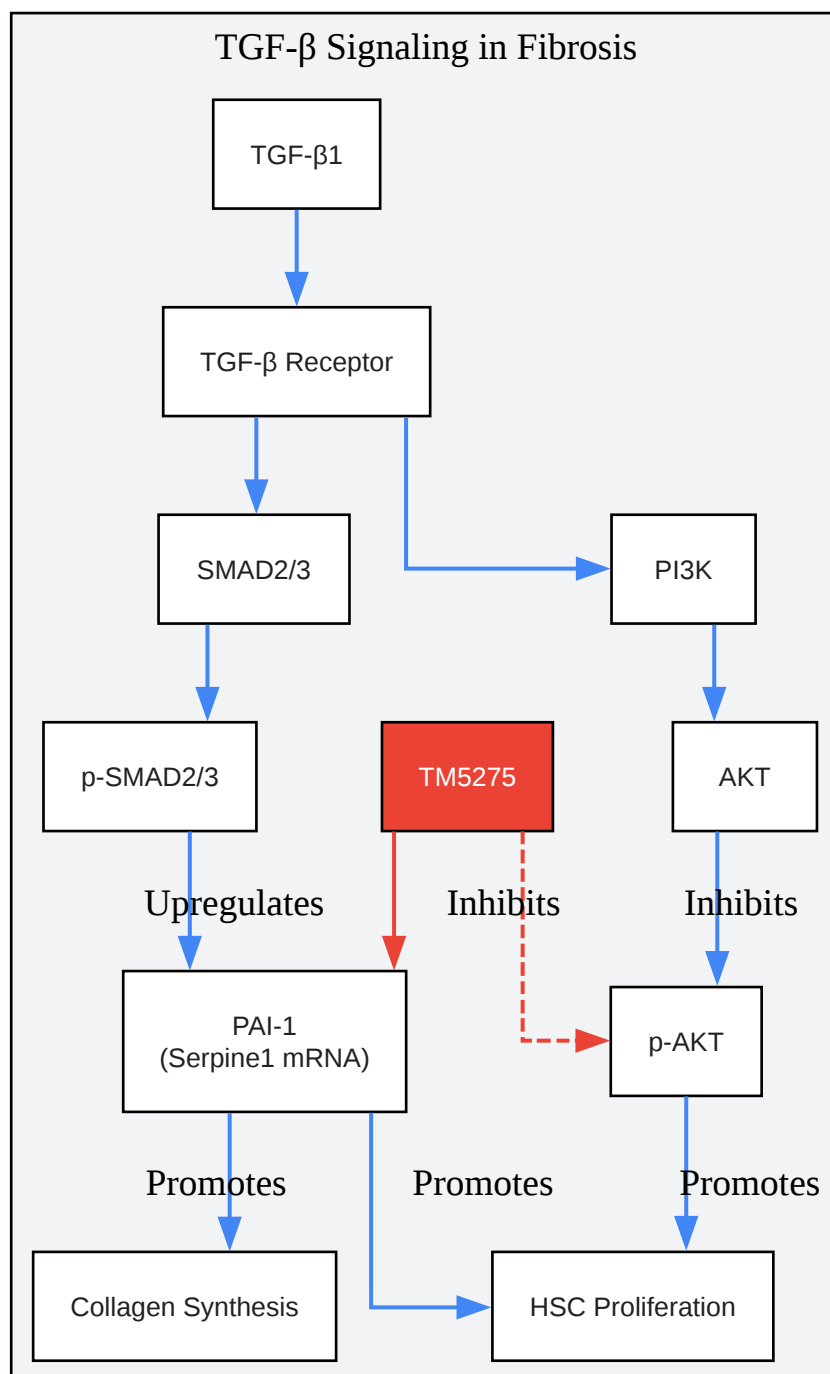 TGF-β Signaling in Fibrosis
TGF-β1
TGF-β Receptor
SMAD2/3
PI3K
p-SMAD2/3
TM5275
AKT
Upregulates
Inhibits
Inhibits
PAI-1
(Serpine1 mRNA)
p-AKT
Promotes
Promotes
Promotes
Collagen Synthesis
HSC Proliferation